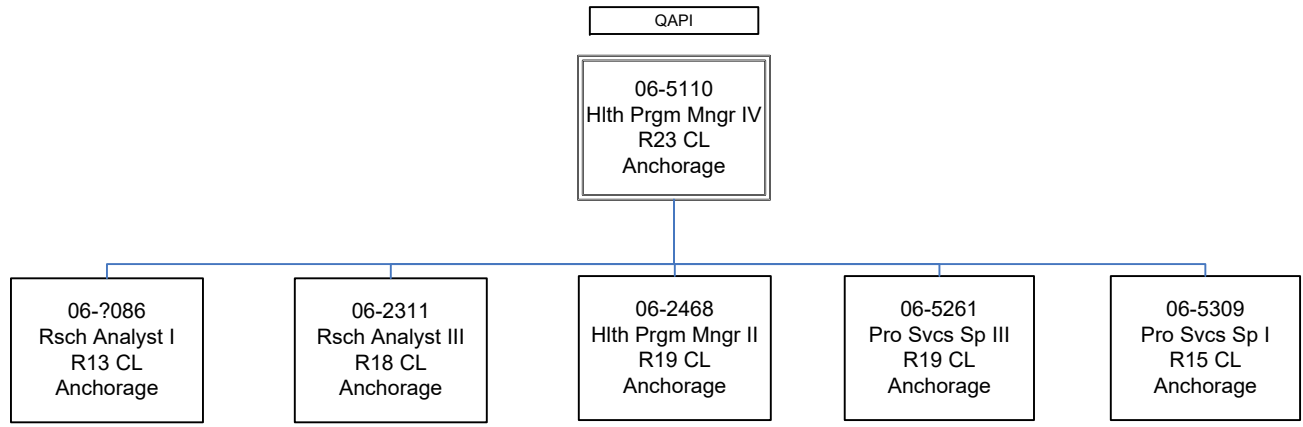 QAPI
06-5110
Hlth Prgm Mngr IV
R23 CL
Anchorage
06-?086
Rsch Analyst I
R13 CL
Anchorage
06-2311
Rsch Analyst III
R18 CL
Anchorage
06-2468
Hlth Prgm Mngr II
R19 CL
Anchorage
06-5261
Pro Svcs Sp III
R19 CL
Anchorage
06-5309
Pro Svcs Sp I
R15 CL
Anchorage